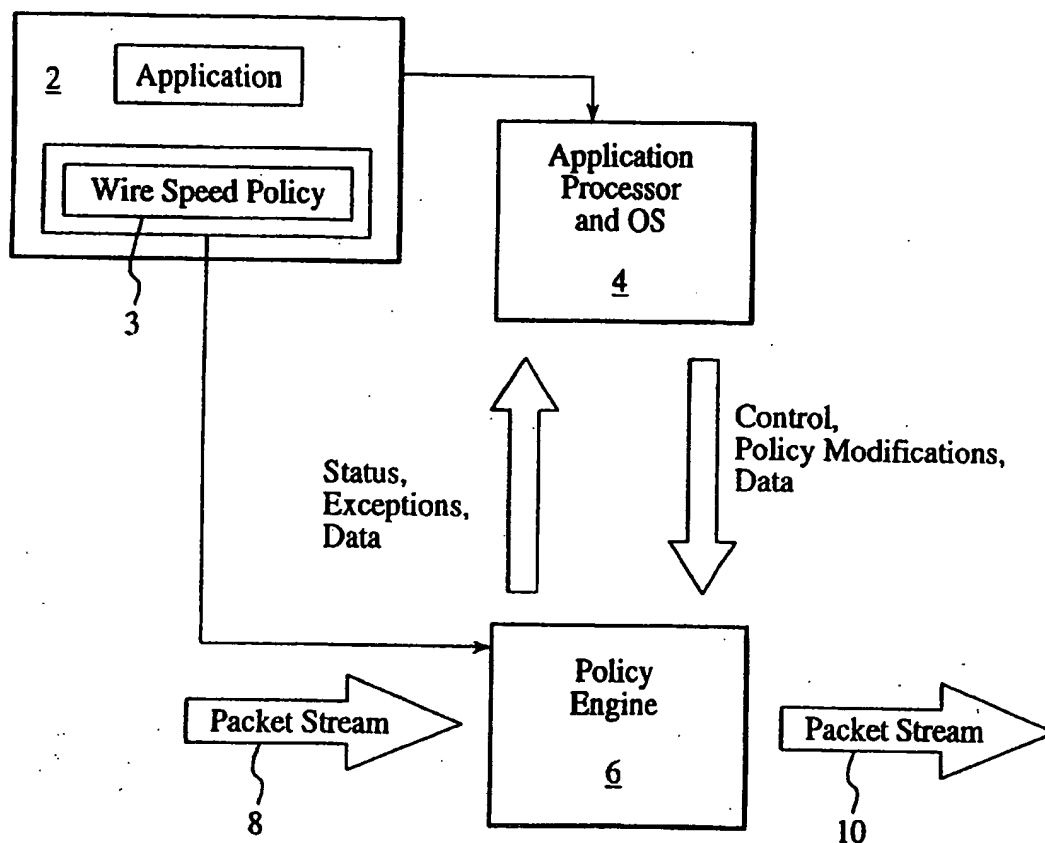 2
Application
Wire Speed Policy
3
Application
Processor
and OS
4
Status,
Exceptions,
Data
Control,
Policy Modifications,
Data
Packet Stream
8
Policy
Engine
6
Packet Stream
10